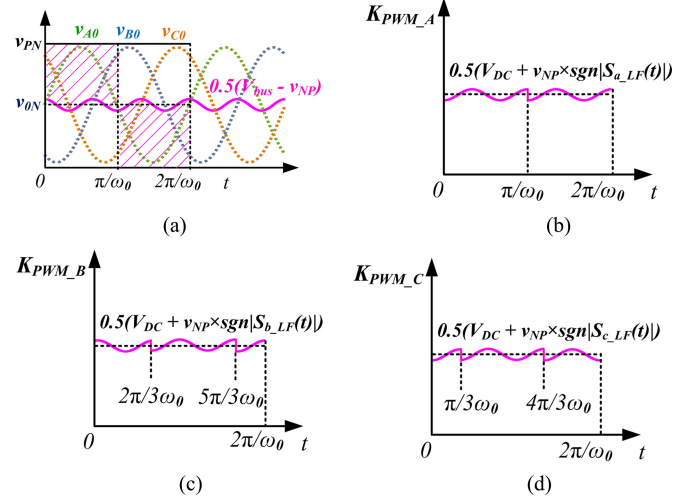 v_PN v_A0 v_B0 v_C0
0.5(V_bus - v_NP)
v_0N
0 π/ω_0 2π/ω_0 t
(a)
K_PWM_A
0.5(V_DC + v_NP×sgn|S_a_LF(t)|)
0 π/ω_0 2π/ω_0 t
(b)
K_PWM_B
0.5(V_DC + v_NP×sgn|S_b_LF(t)|)
2π/3ω_0 5π/3ω_0
0 2π/ω_0 t
(c)
K_PWM_C
0.5(V_DC + v_NP×sgn|S_c_LF(t)|)
π/3ω_0 4π/3ω_0
0 2π/ω_0 t
(d)